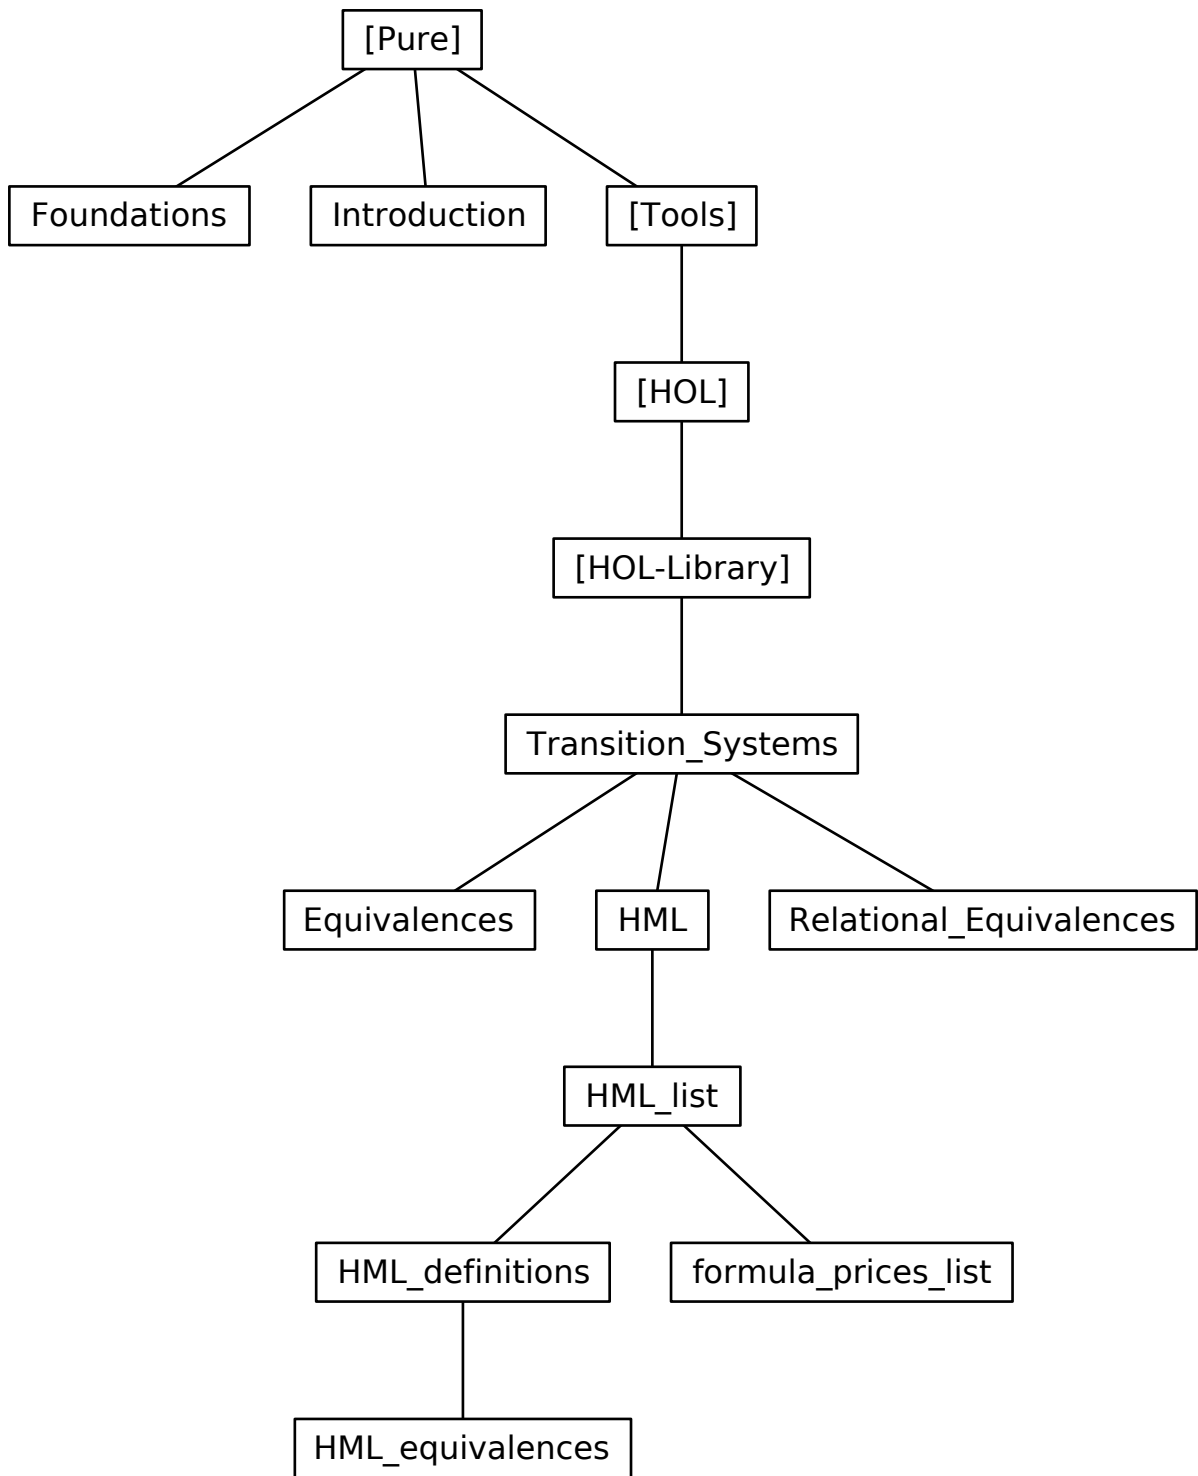 [Pure]
Foundations
Introduction
[Tools]
[HOL]
[HOL-Library]
Transition_Systems
Equivalences
HML
Relational_Equivalences
HML_list
HML_definitions
formula_prices_list
HML_equivalences